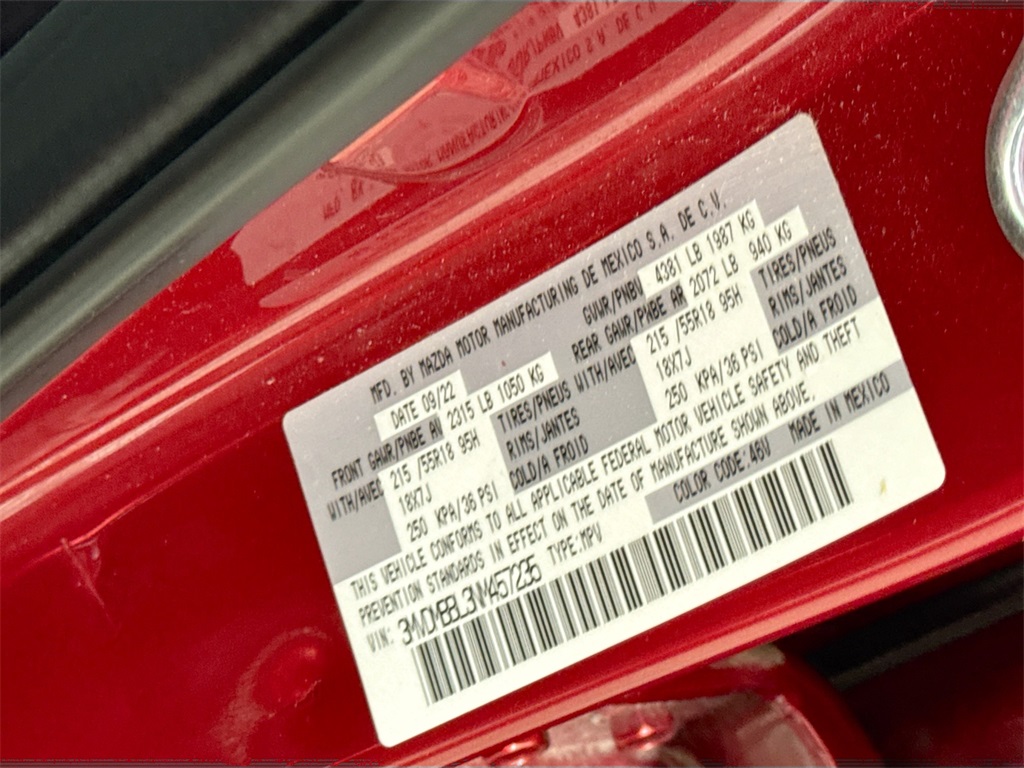 MFD. BY MAZDA MOTOR MANUFACTURING DE MEXICO S.A. DE C.V.
DATE 09/22 GVWR/PNBV 4381 LB 1987 KG
FRONT GAWR/PNBE AV 2315 LB 1050 KG REAR GAWR/PNBE AR 2072 LB 940 KG
WITH/AVEC 215 /55R18 95H TIRES/PNEUS WITH/AVEC 215 /55R18 95H TIRES/PNEUS
18X7J RIMS/JANTES 18X7J RIMS/JANTES
250 KPA/36 PSI COLD/A FROID 250 KPA/36 PSI COLD/A FROID
THIS VEHICLE CONFORMS TO ALL APPLICABLE FEDERAL MOTOR VEHICLE SAFETY AND THEFT
PREVENTION STANDARDS IN EFFECT ON THE DATE OF MANUFACTURE SHOWN ABOVE.
VIN: 3MVDMBBL3NM457235 TYPE:MPV COLOR CODE:46V MADE IN MEXICO